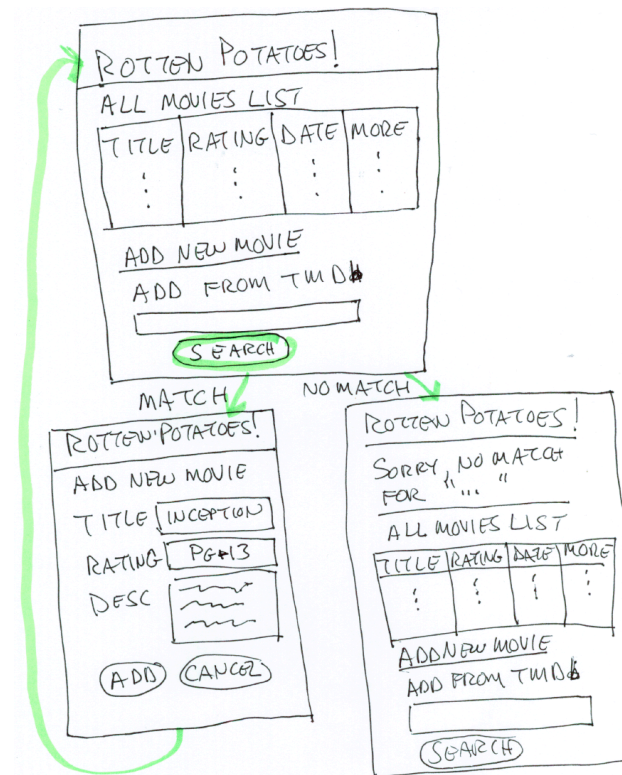 ROTTEN POTATOES!
ALL MOVIES LIST
TITLE RATING DATE MORE
ADD NEW MOVIE
ADD FROM TMDb
SEARCH
MATCH
NO MATCH
ROTTEN POTATOES!
ADD NEW MOVIE
TITLE INCEPTION
RATING PG-13
DESC
ADD CANCEL
ROTTEN POTATOES!
SORRY, NO MATCH
FOR "..."
ALL MOVIES LIST
TITLE RATING DATE MORE
ADD NEW MOVIE
ADD FROM TMDb
SEARCH